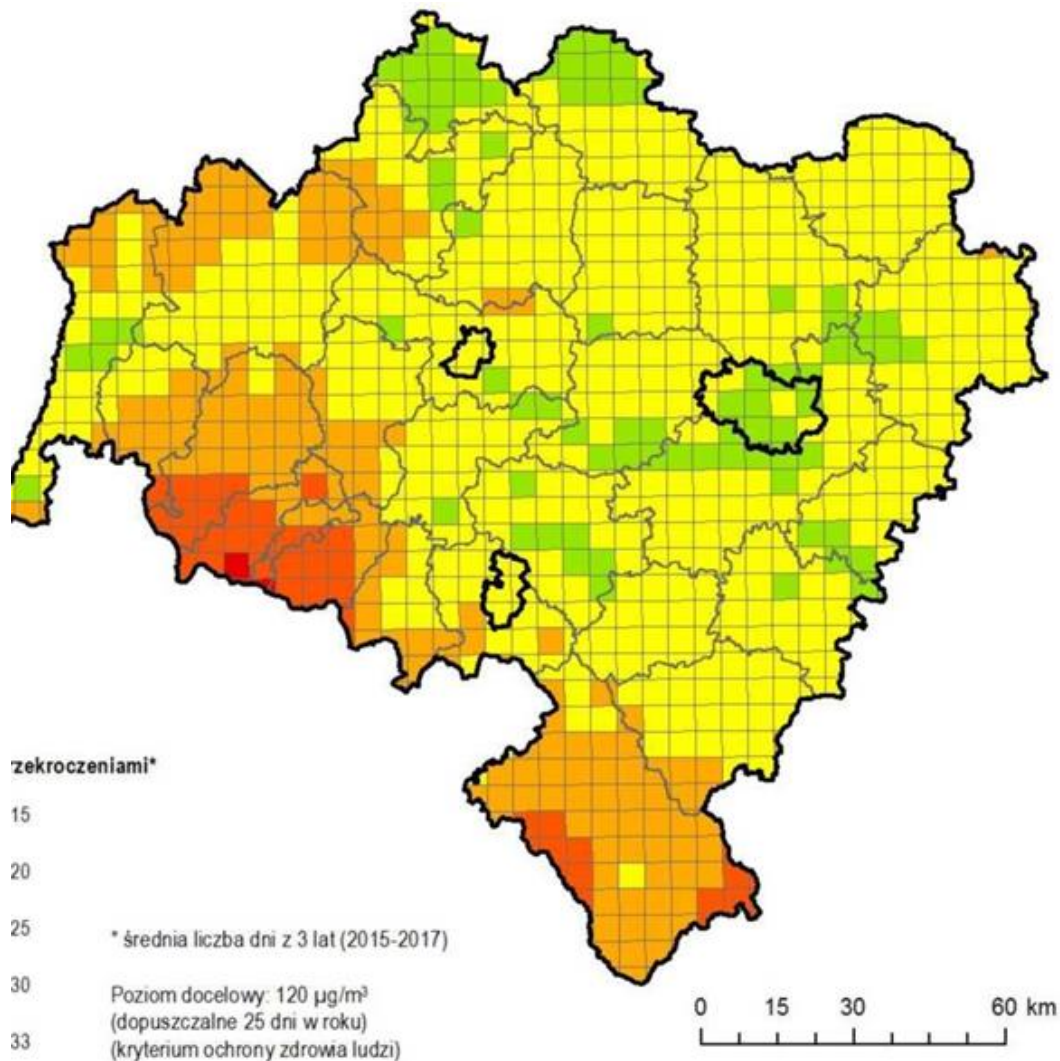 rzekroczeniami*
15
20
25
30
33
* średnia liczba dni z 3 lat (2015-2017)
Poziom docelowy: 120 µg/m³
(dopuszczalne 25 dni w roku)
(kryterium ochrony zdrowia ludzi)
0 15 30 60 km